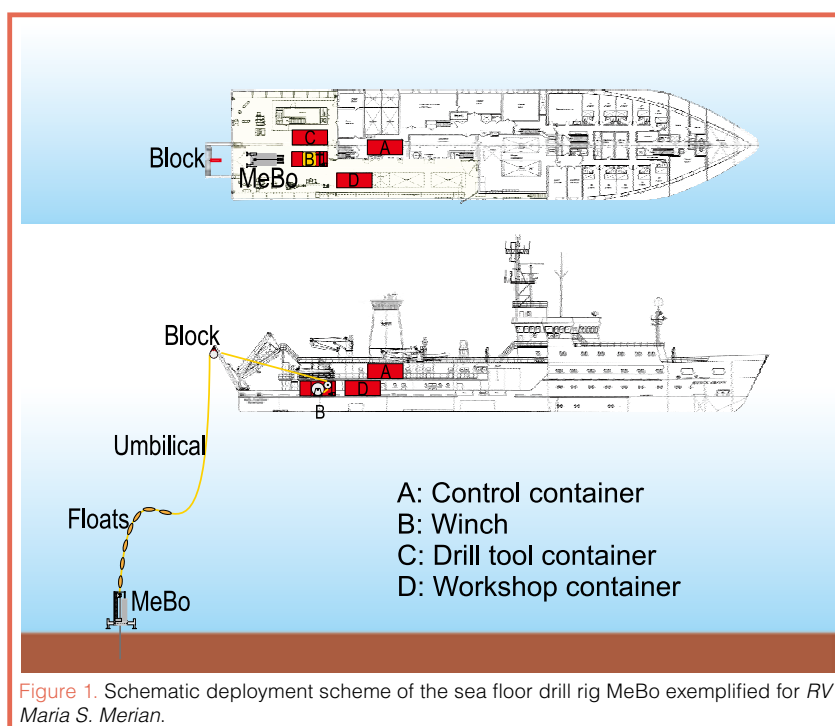 C
A
Block
B
MeBo
D
Block
A
D
B
Umbilical
Floats
MeBo
A: Control container
B: Winch
C: Drill tool container
D: Workshop container
Figure 1. Schematic deployment scheme of the sea floor drill rig MeBo exemplified for RV
Maria S. Merian.